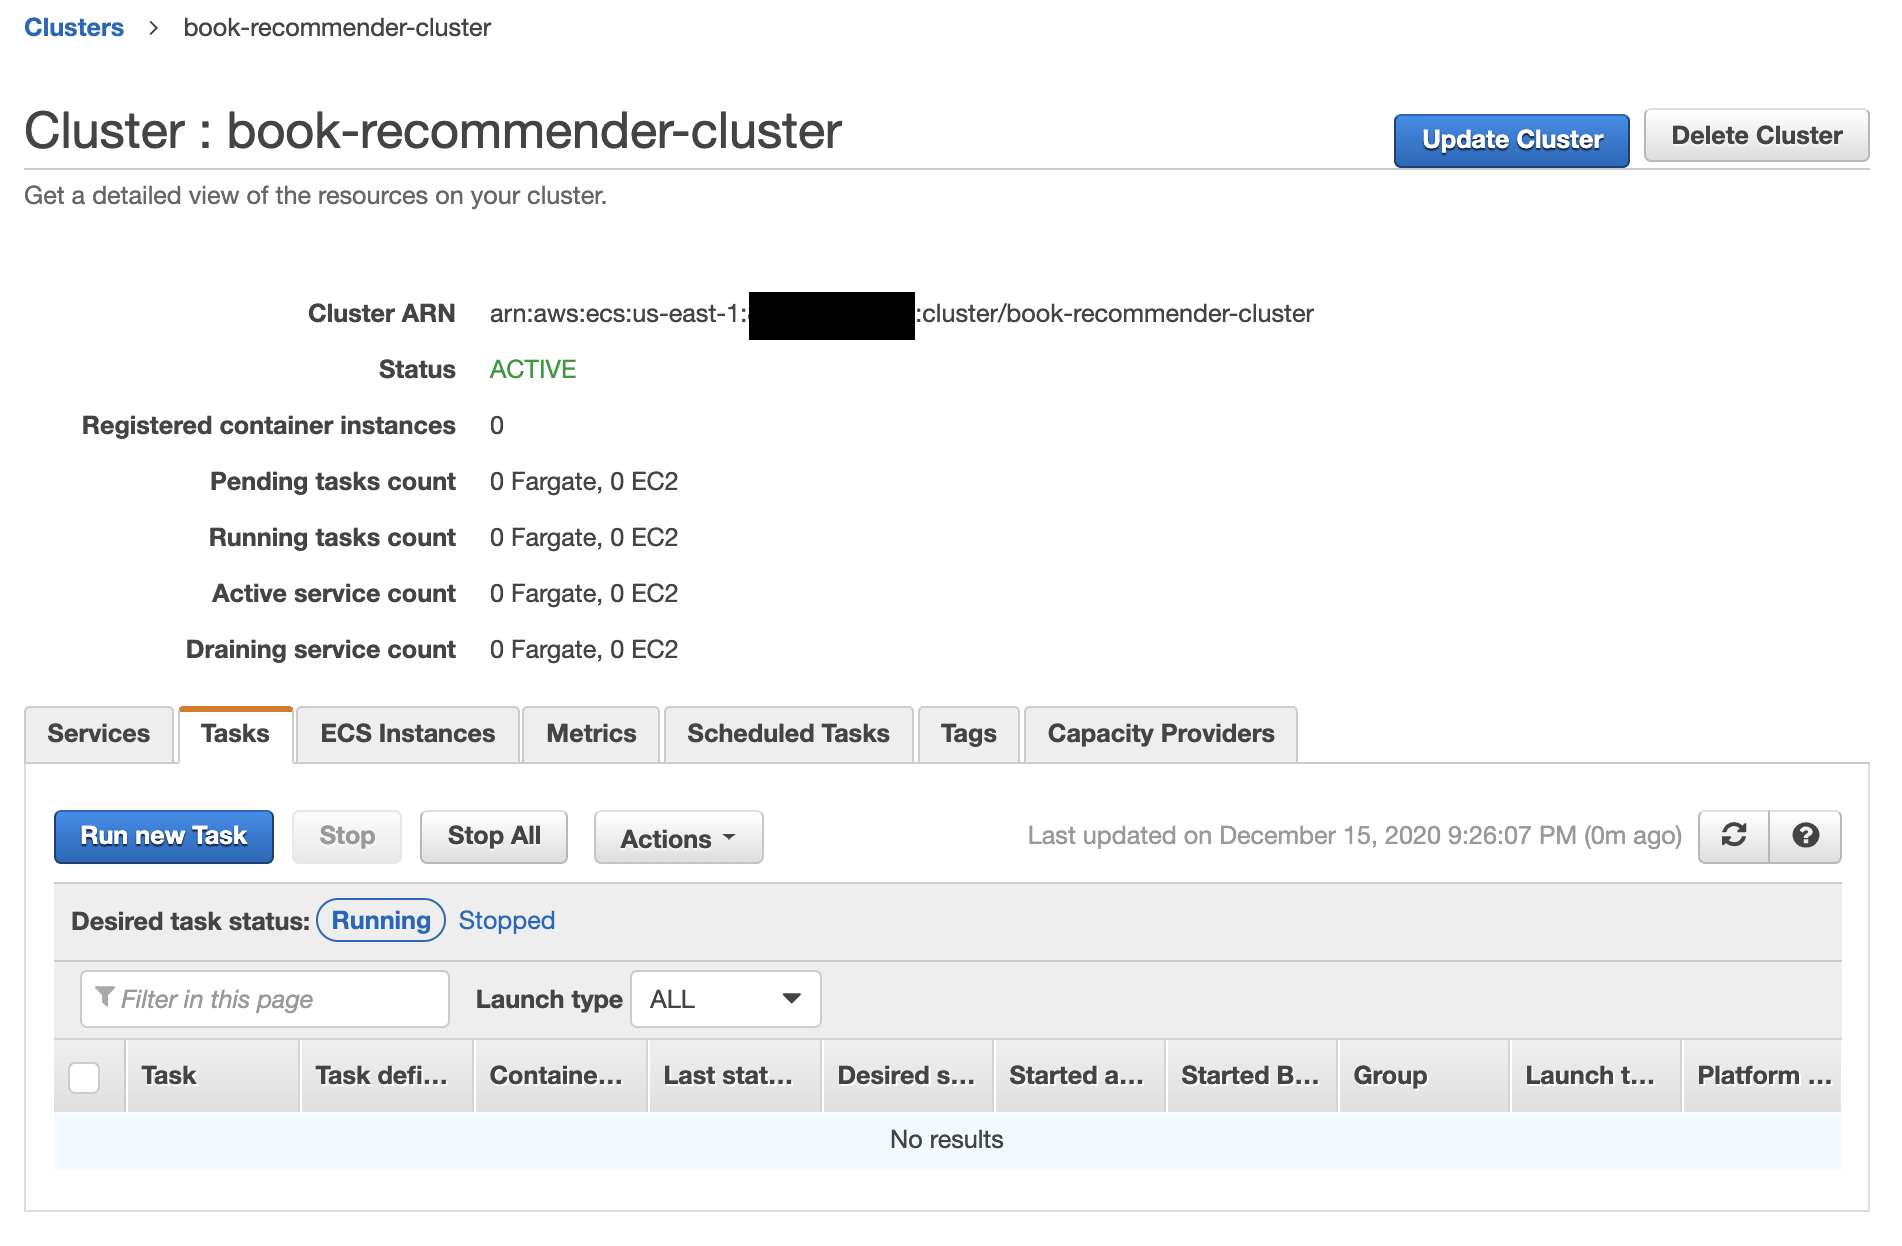 Clusters > book-recommender-cluster
Cluster : book-recommender-cluster
Update Cluster
Delete Cluster
Get a detailed view of the resources on your cluster.
Cluster ARN arn:aws:ecs:us-east-1: :cluster/book-recommender-cluster
Status ACTIVE
Registered container instances 0
Pending tasks count 0 Fargate, 0 EC2
Running tasks count 0 Fargate, 0 EC2
Active service count 0 Fargate, 0 EC2
Draining service count 0 Fargate, 0 EC2
Services Tasks ECS Instances Metrics Scheduled Tasks Tags Capacity Providers
Run new Task Stop Stop All Actions Last updated on December 15, 2020 9:26:07 PM (0m ago)
Desired task status: Running Stopped
Filter in this page Launch type ALL
Task Task defi... Containe... Last stat... Desired s... Started a... Started B... Group Launch t... Platform ...
No results